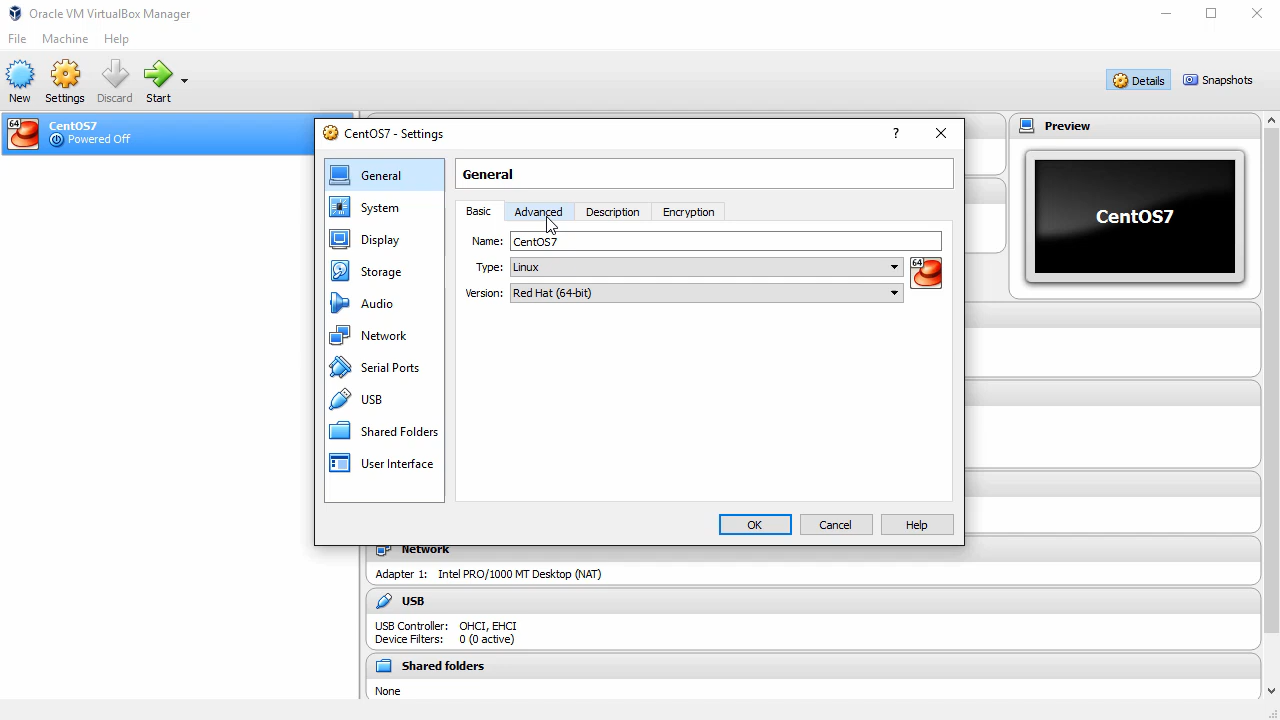 Oracle VM VirtualBox Manager
File Machine Help
New Settings Discard Start
Details Snapshots
64
CentOS7
Powered Off
CentOS7 - Settings
?
General
System
Display
Storage
Audio
Network
Serial Ports
USB
Shared Folders
User Interface
General
Basic Advanced Description Encryption
Name: CentOS7
Type: Linux
Version: Red Hat (64-bit)
64
OK Cancel Help
Preview
CentOS7
Network
Adapter 1: Intel PRO/1000 MT Desktop (NAT)
USB
USB Controller: OHCI, EHCI
Device Filters: 0 (0 active)
Shared folders
None